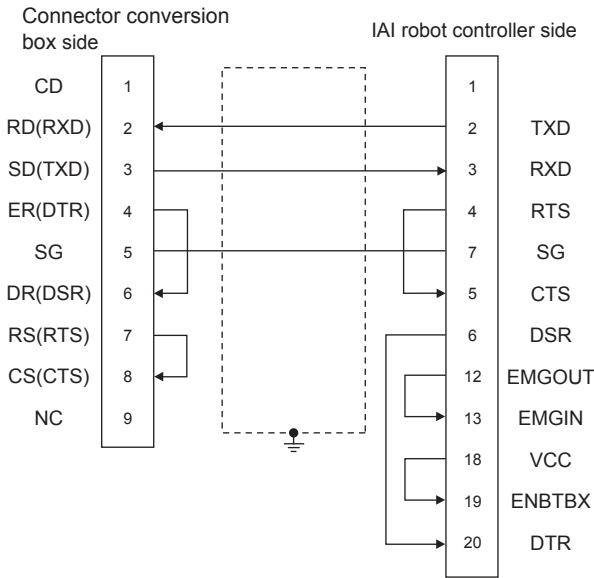 Connector conversion
box side
IAI robot controller side
CD 1
1
RD(RXD) 2
2 TXD
SD(TXD) 3
3 RXD
ER(DTR) 4
4 RTS
SG 5
7 SG
DR(DSR) 6
5 CTS
RS(RTS) 7
6 DSR
CS(CTS) 8
12 EMGOUT
NC 9
13 EMGIN
18 VCC
19 ENBTBX
20 DTR